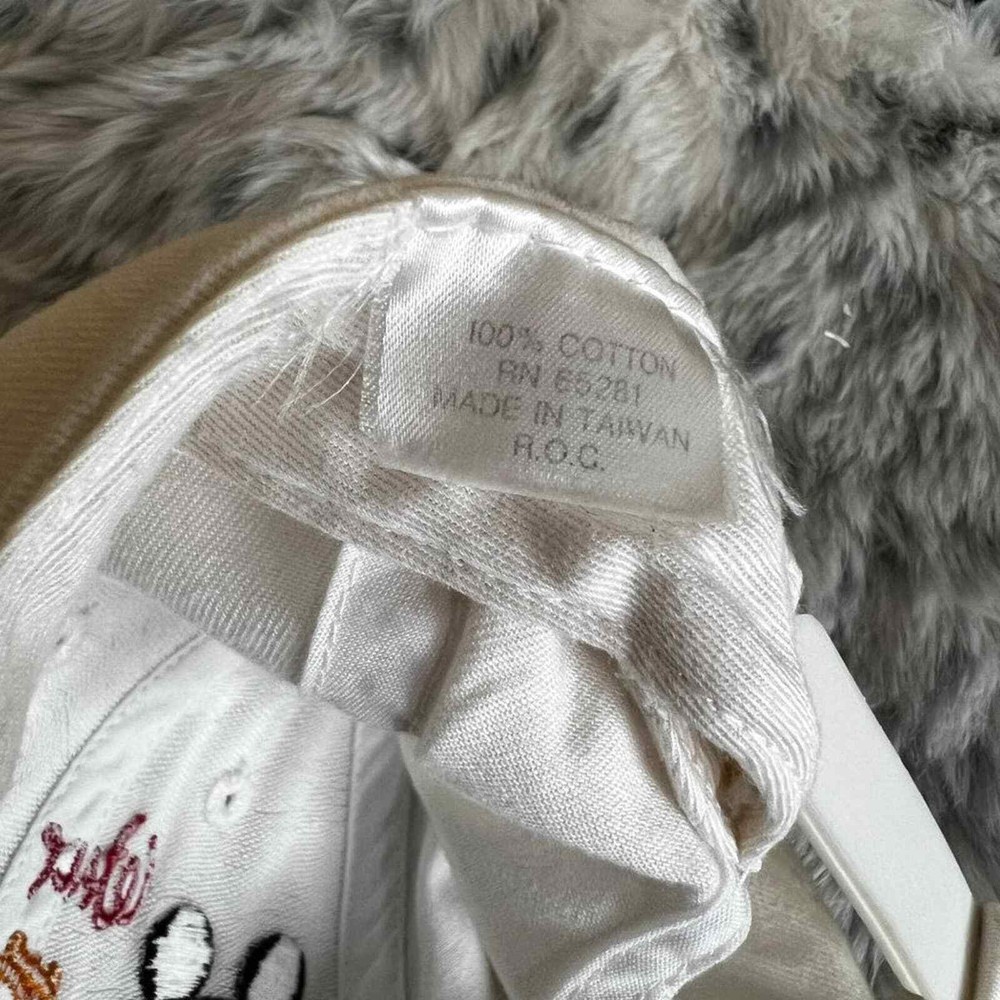 100% COTTON
RN 65281
MADE IN TAIWAN
R.O.C.